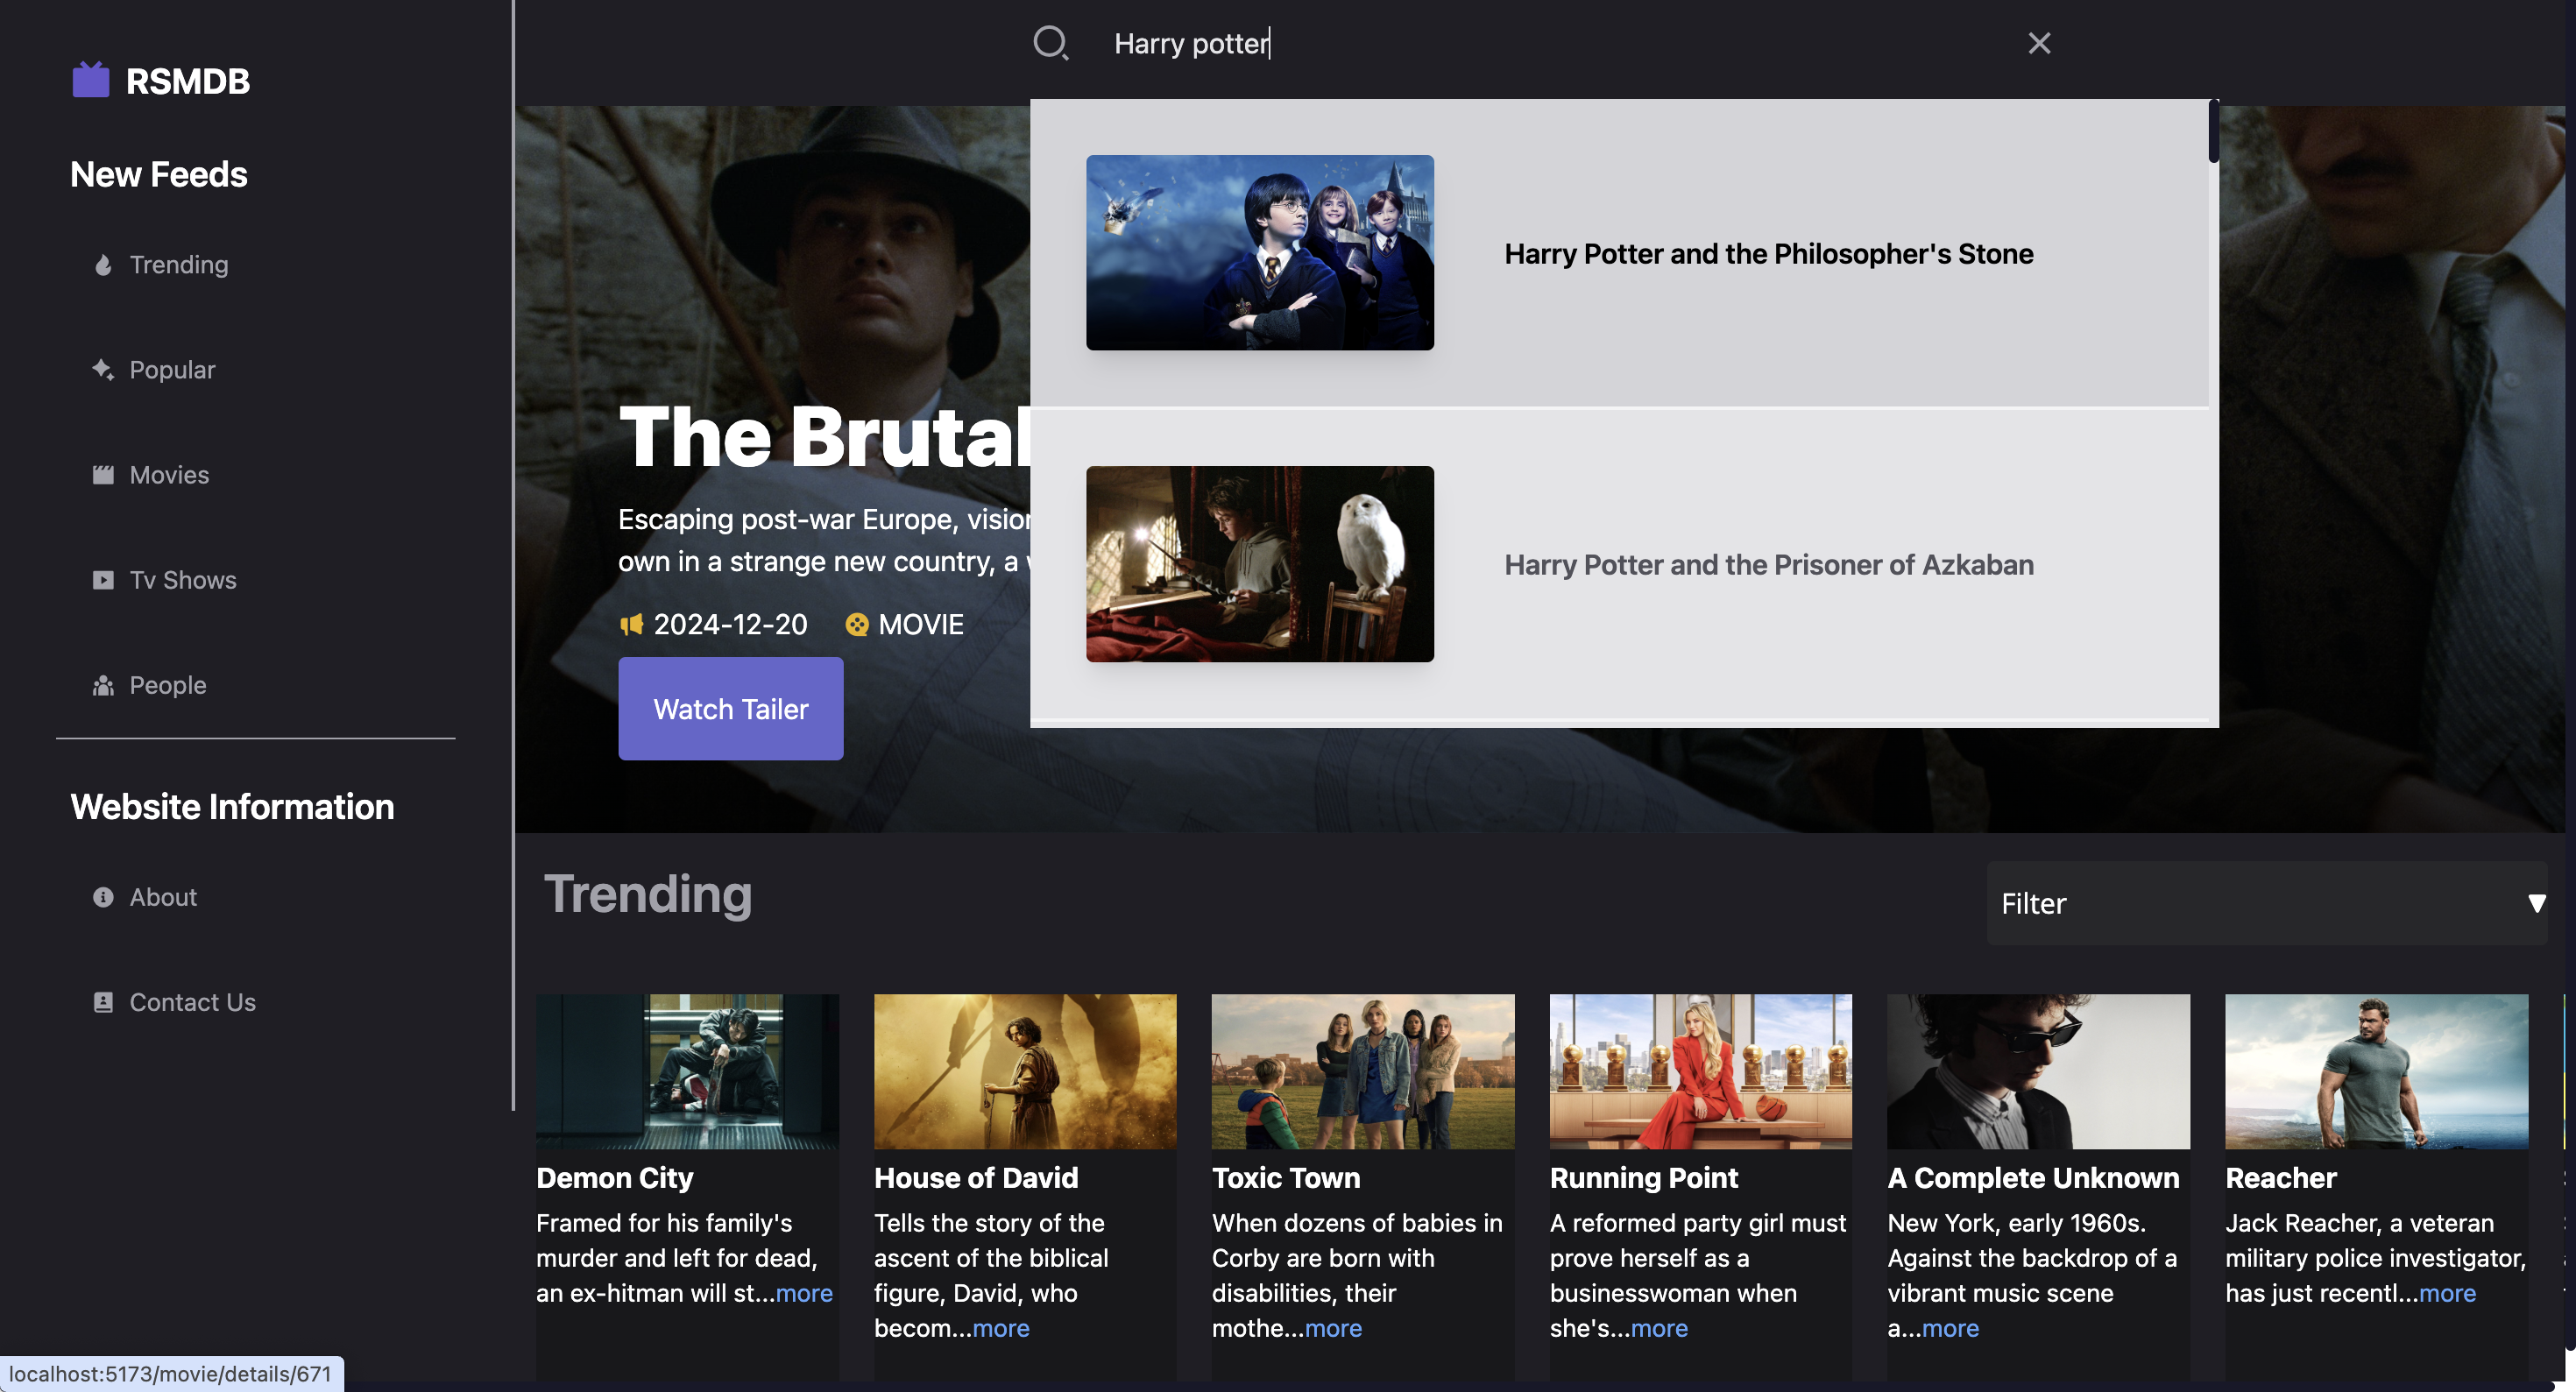 RSMDB
New Feeds
Trending
Popular
Movies
Tv Shows
People
Website Information
About
Contact Us
Harry potter
Harry Potter and the Philosopher's Stone
Harry Potter and the Prisoner of Azkaban
The Brutal
Escaping post-war Europe, vision
own in a strange new country, a
2024-12-20 MOVIE
Watch Tailer
Trending
Filter
Demon City
Framed for his family's
murder and left for dead,
an ex-hitman will st...more
House of David
Tells the story of the
ascent of the biblical
figure, David, who
becom...more
Toxic Town
When dozens of babies in
Corby are born with
disabilities, their
mothe...more
Running Point
A reformed party girl must
prove herself as a
businesswoman when
she's...more
A Complete Unknown
New York, early 1960s.
Against the backdrop of a
vibrant music scene
a...more
Reacher
Jack Reacher, a veteran
military police investigator,
has just recentl...more
localhost:5173/movie/details/671